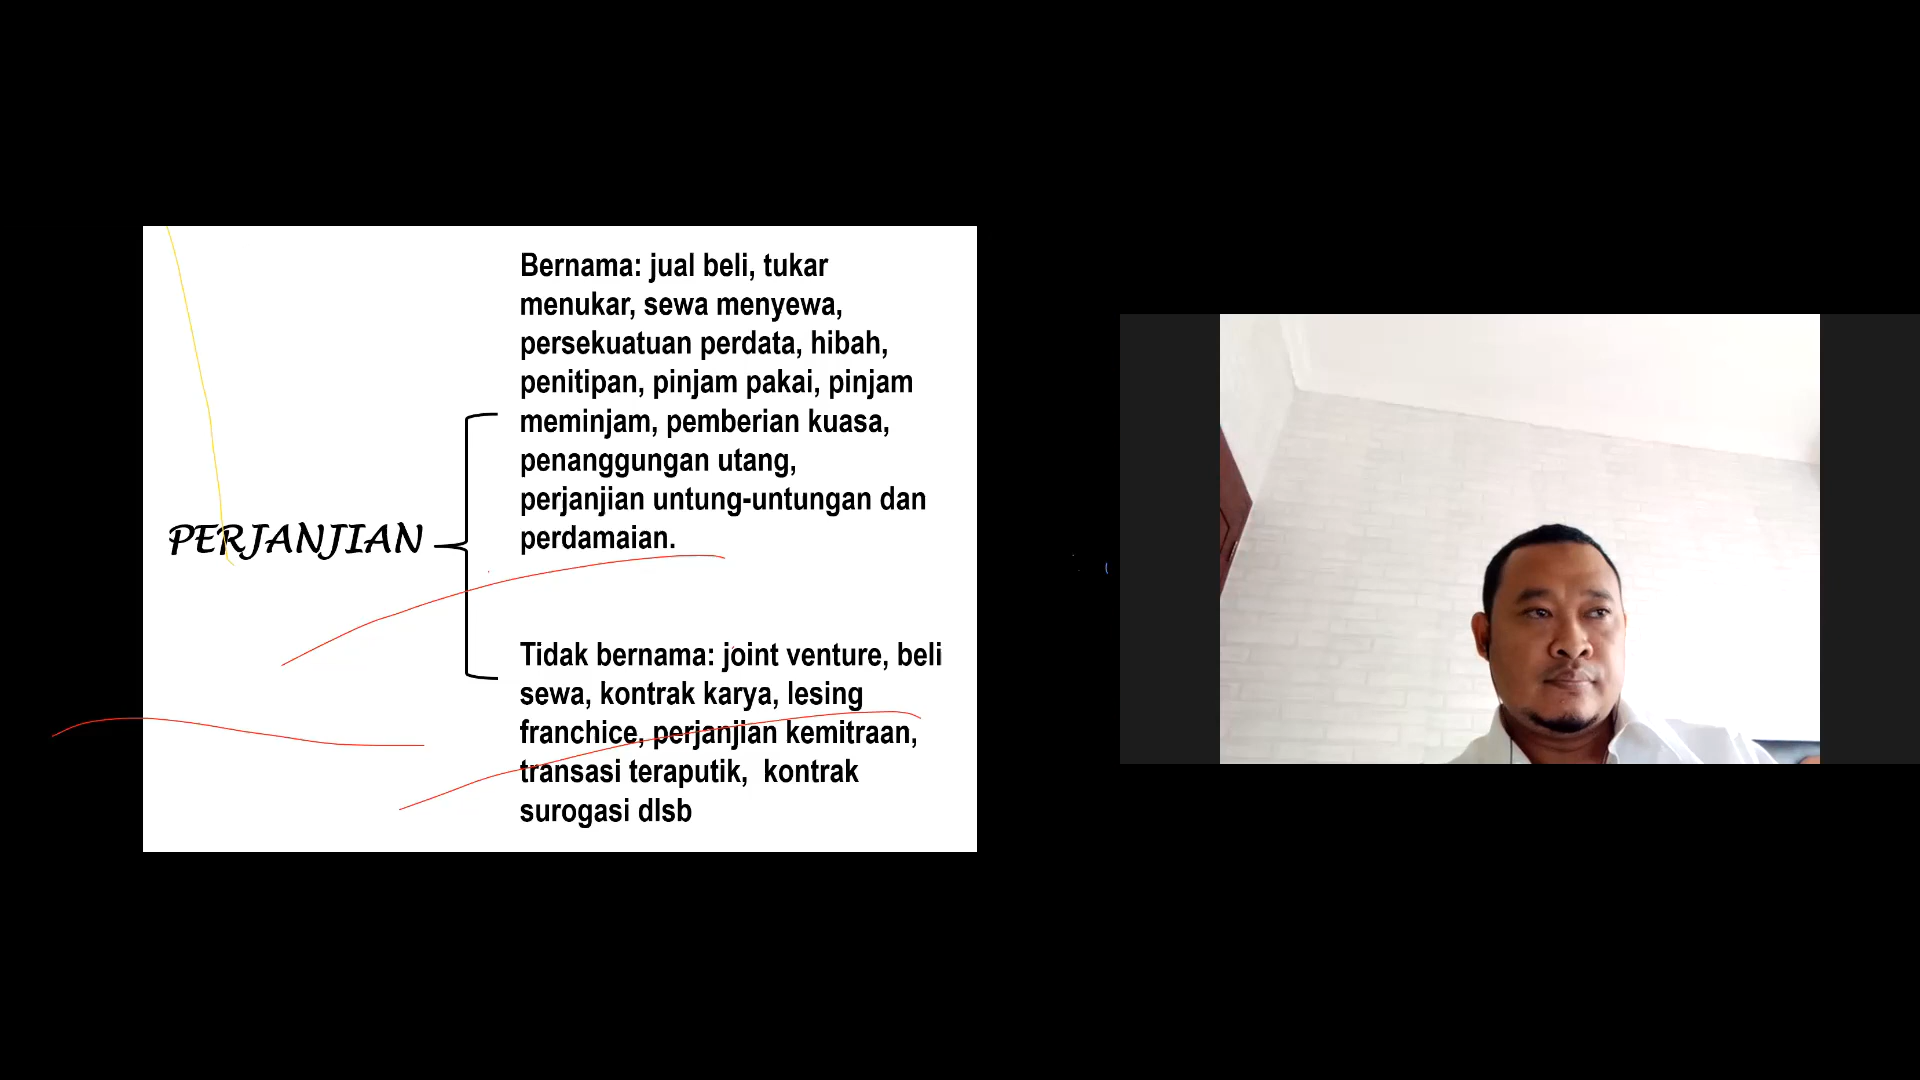 PERJANJIAN
Bernama: jual beli, tukar
menukar, sewa menyewa,
persekuatuan perdata, hibah,
penitipan, pinjam pakai, pinjam
meminjam, pemberian kuasa,
penanggungan utang,
perjanjian untung-untungan dan
perdamaian.
Tidak bernama: joint venture, beli
sewa, kontrak karya, lesing
franchice, perjanjian kemitraan,
transasi teraputik, kontrak
surogasi dlsb